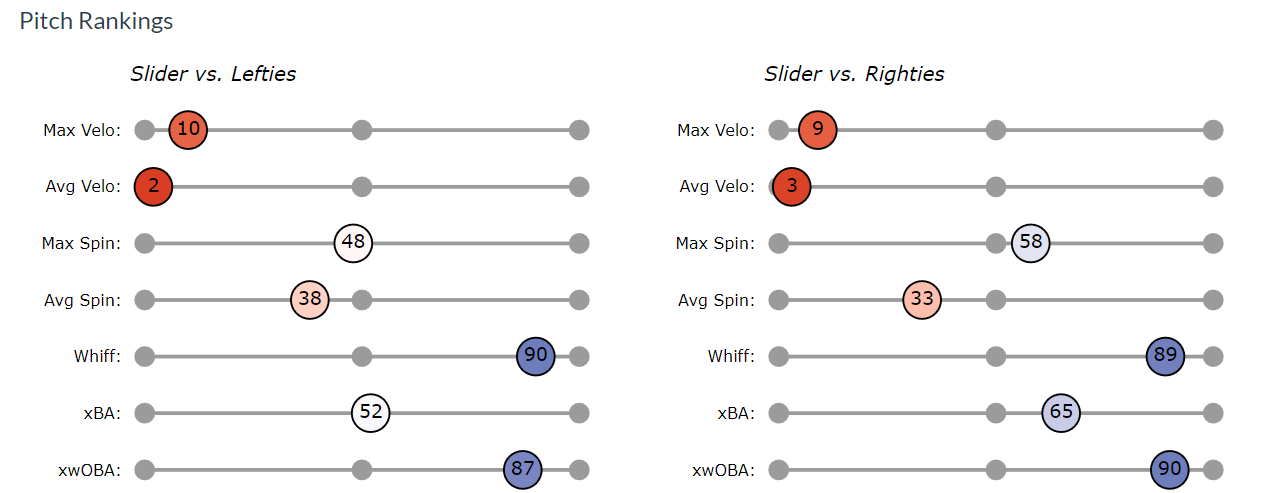 Pitch Rankings
Slider vs. Lefties
Max Velo: 10
Avg Velo: 2
Max Spin: 48
Avg Spin: 38
Whiff: 90
xBA: 52
xwOBA: 87
Slider vs. Righties
Max Velo: 9
Avg Velo: 3
Max Spin: 58
Avg Spin: 33
Whiff: 89
xBA: 65
xwOBA: 90